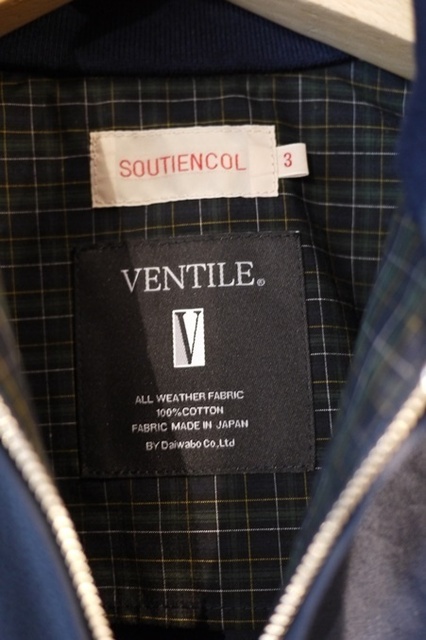 SOUTIENCOL
3
VENTILE®
V
ALL WEATHER FABRIC
100%COTTON
FABRIC MADE IN JAPAN
BY Daiwabo Co,Ltd